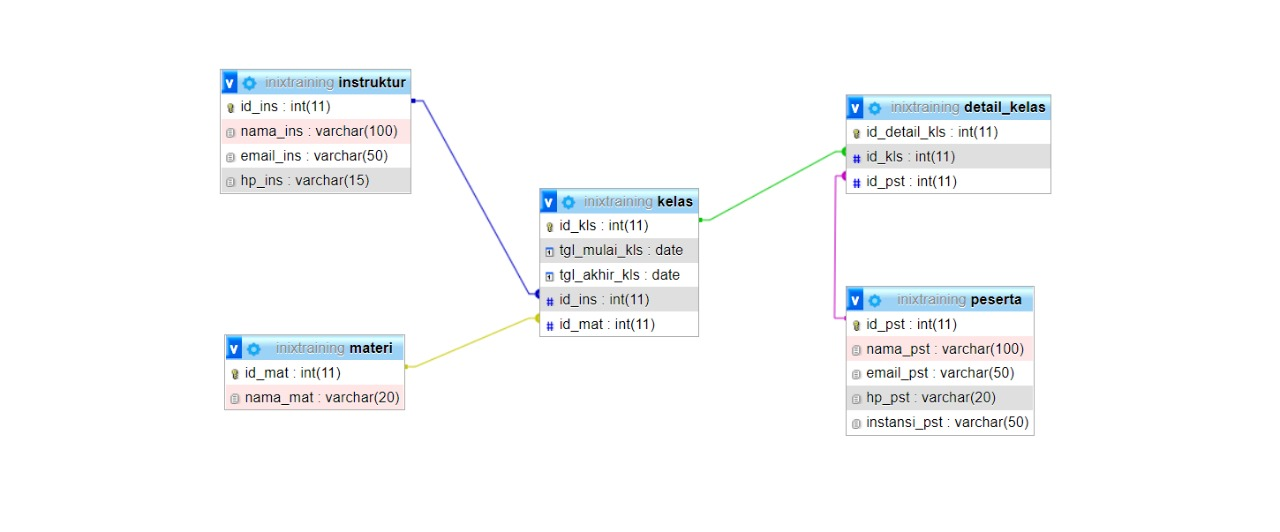 inixtraining instruktur
id_ins : int(11)
nama_ins : varchar(100)
email_ins : varchar(50)
hp_ins : varchar(15)
inixtraining materi
id_mat : int(11)
nama_mat : varchar(20)
inixtraining kelas
id_kls : int(11)
tgl_mulai_kls : date
tgl_akhir_kls : date
id_ins : int(11)
id_mat : int(11)
inixtraining detail_kelas
id_detail_kls : int(11)
id_kls : int(11)
id_pst : int(11)
inixtraining peserta
id_pst : int(11)
nama_pst : varchar(100)
email_pst : varchar(50)
hp_pst : varchar(20)
instansi_pst : varchar(50)